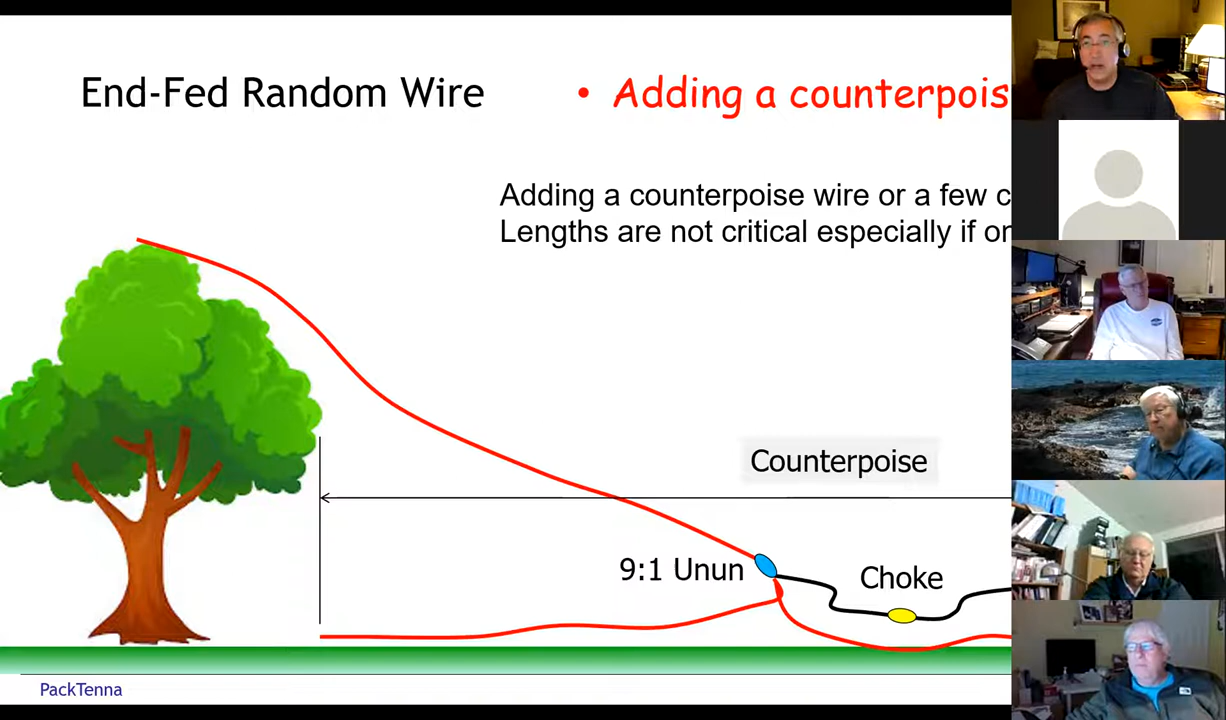 End-Fed Random Wire
• Adding a counterpois
Adding a counterpoise wire or a few c
Lengths are not critical especially if or
Counterpoise
9:1 Unun
Choke
PackTenna